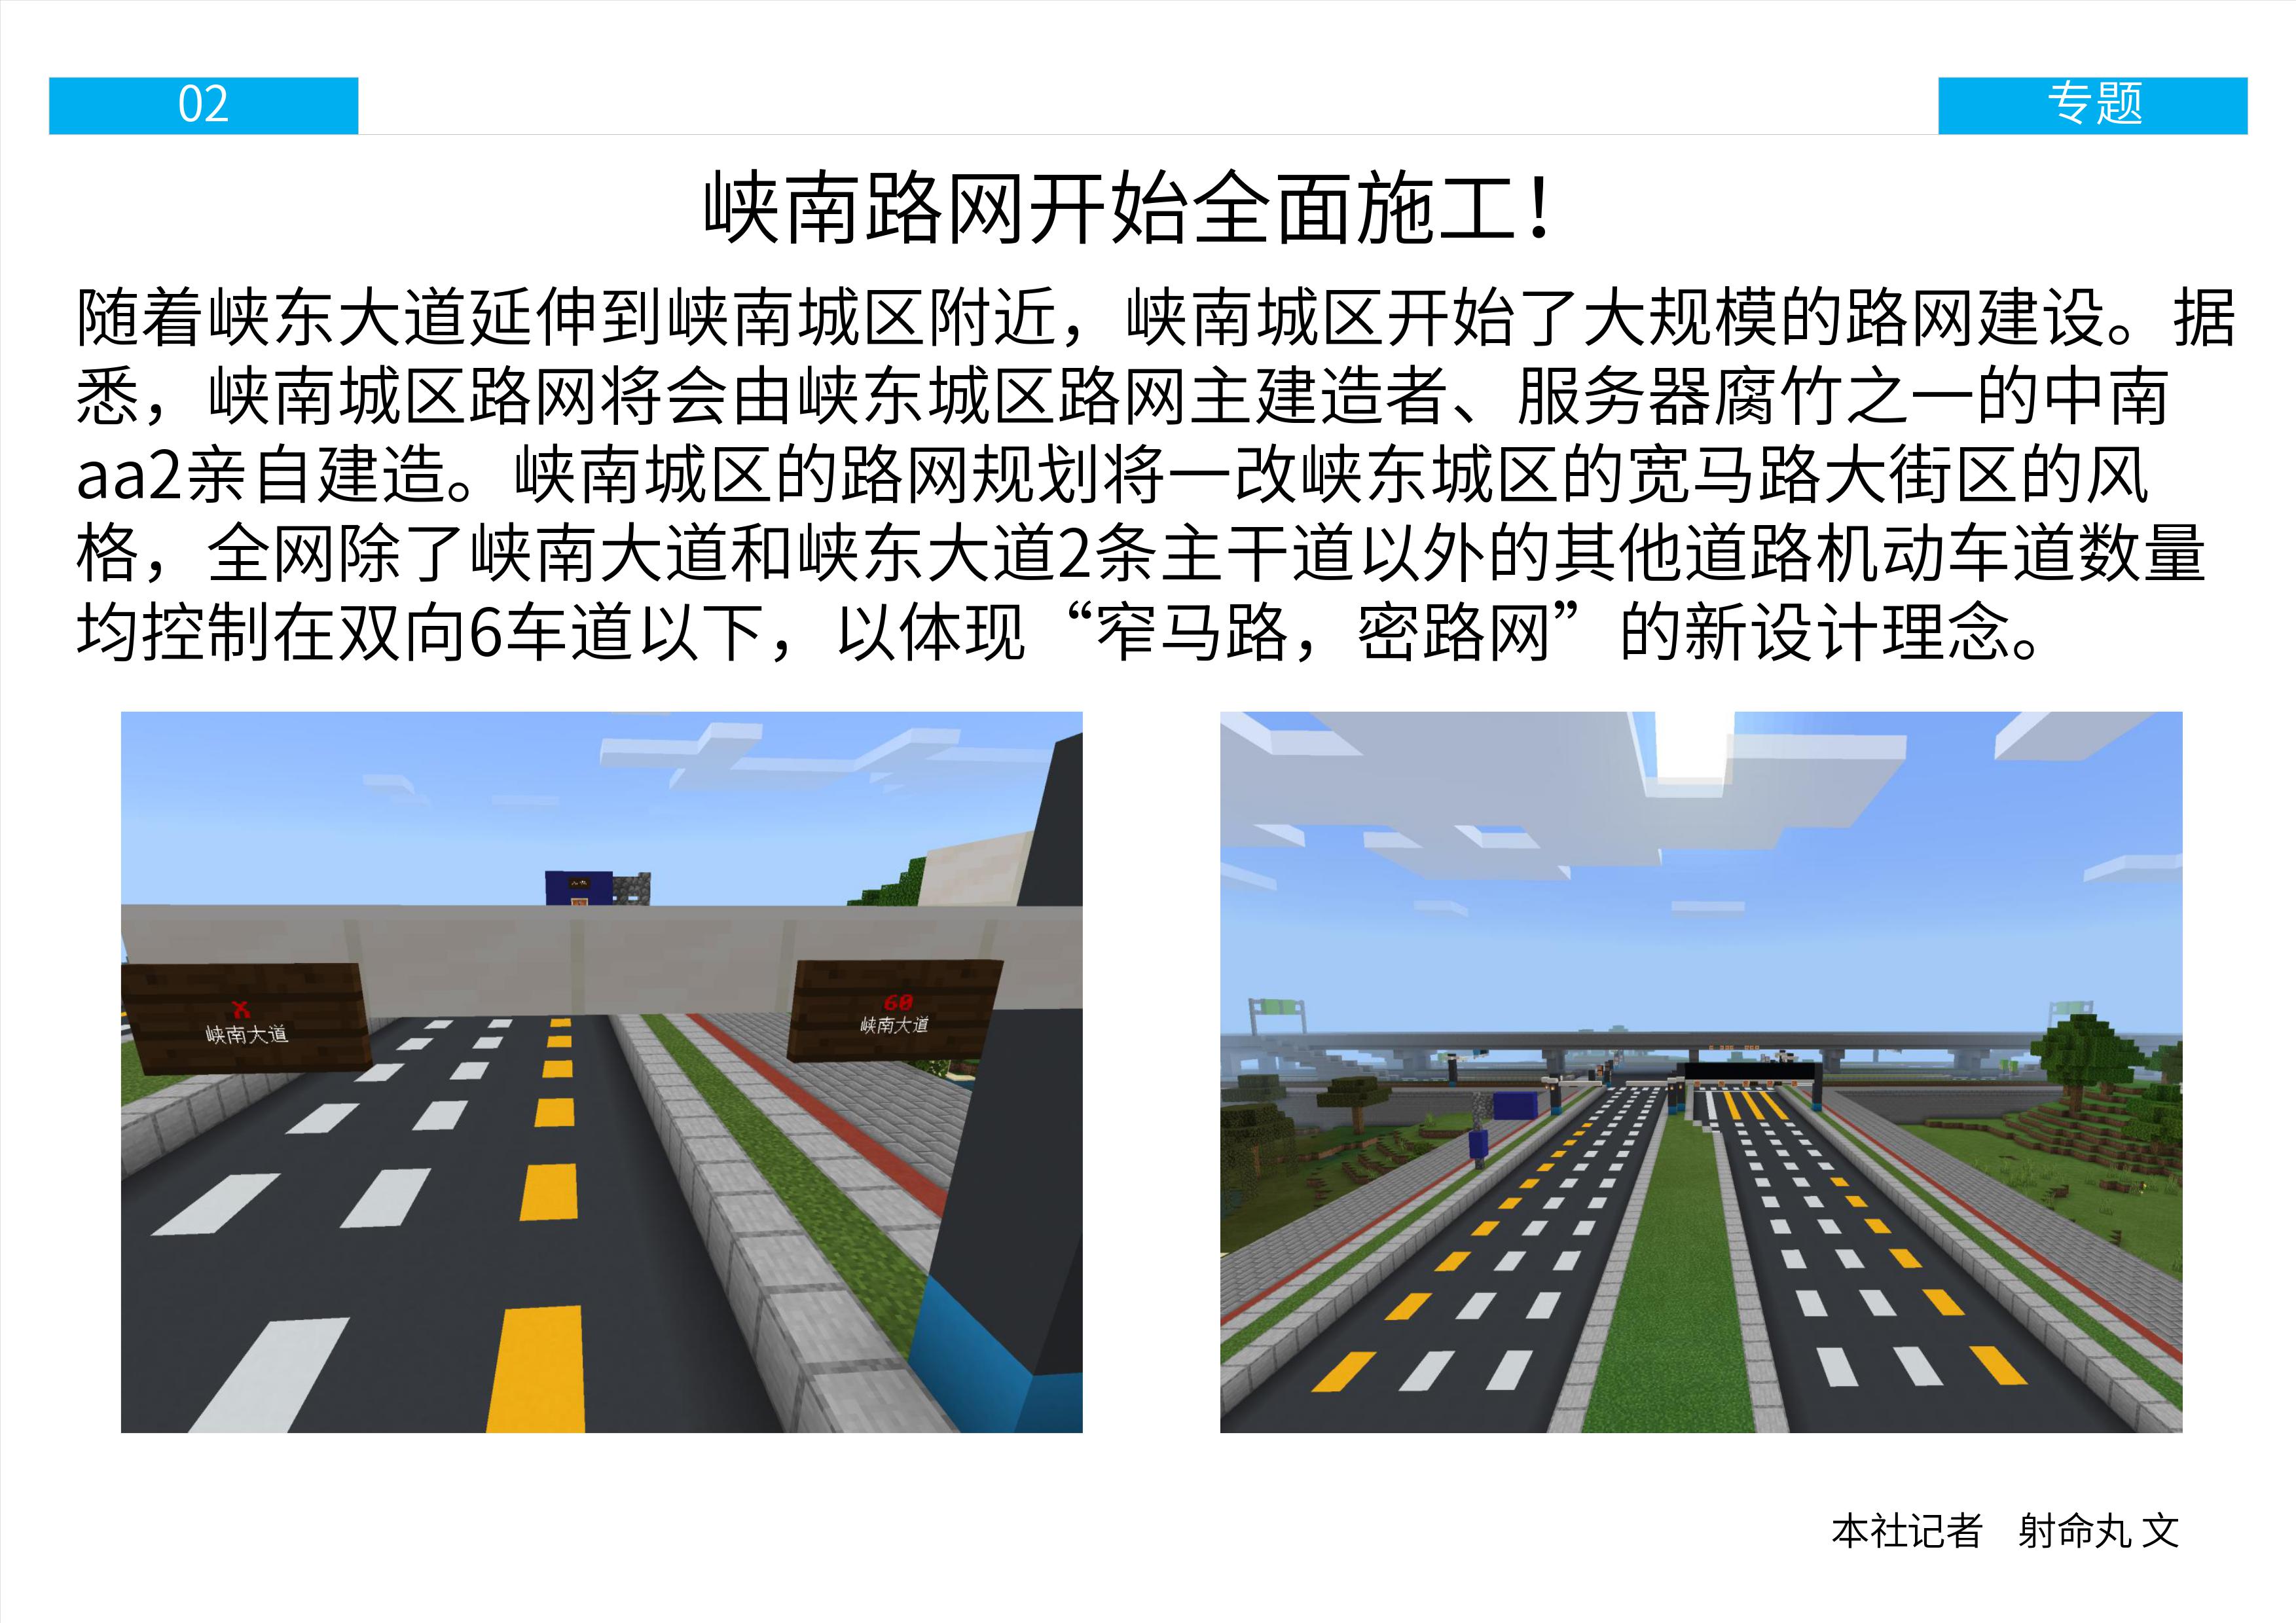 02
专题
峡南路网开始全面施工！
随着峡东大道延伸到峡南城区附近，峡南城区开始了大规模的路网建设。据
悉，峡南城区路网将会由峡东城区路网主建造者、服务器腐竹之一的中南
aa2亲自建造。峡南城区的路网规划将一改峡东城区的宽马路大街区的风
格，全网除了峡南大道和峡东大道2条主干道以外的其他道路机动车道数量
均控制在双向6车道以下，以体现“窄马路，密路网”的新设计理念。
X
峡南大道
60
峡南大道
本社记者 射命丸 文